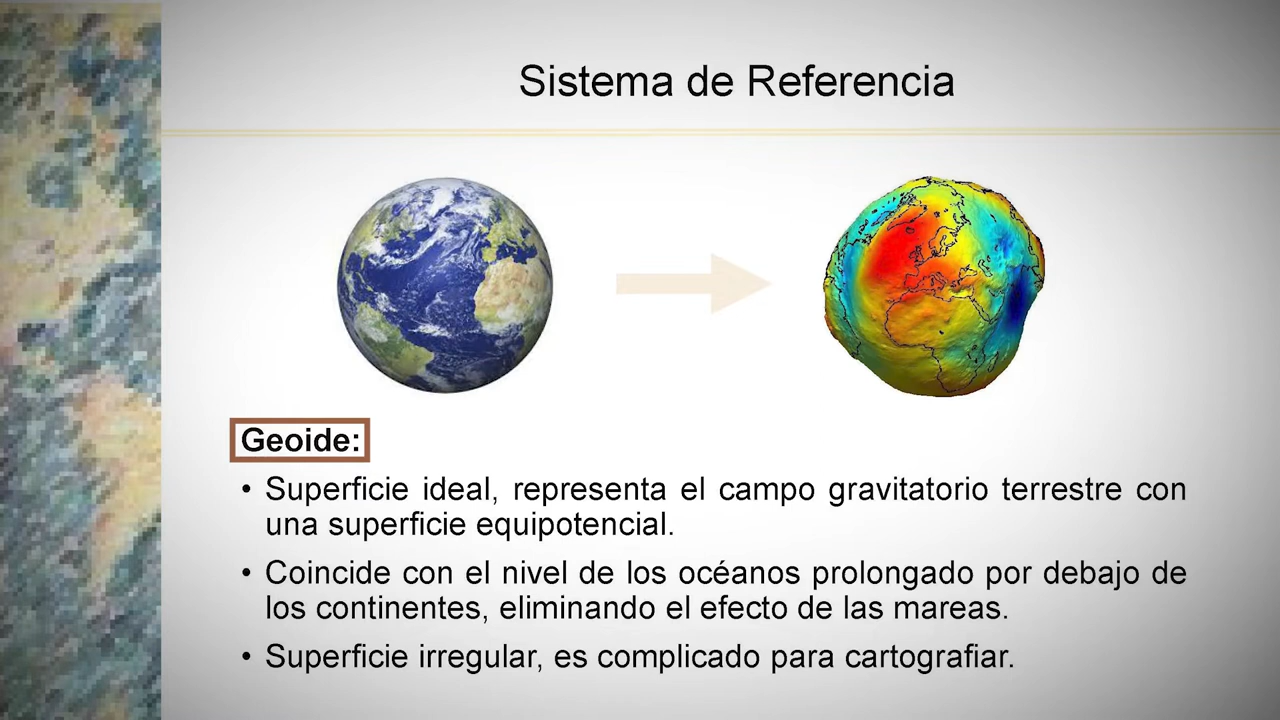 Sistema de Referencia
Geoide:
• Superficie ideal, representa el campo gravitatorio terrestre con
una superficie equipotencial.
• Coincide con el nivel de los océanos prolongado por debajo de
los continentes, eliminando el efecto de las mareas.
• Superficie irregular, es complicado para cartografiar.